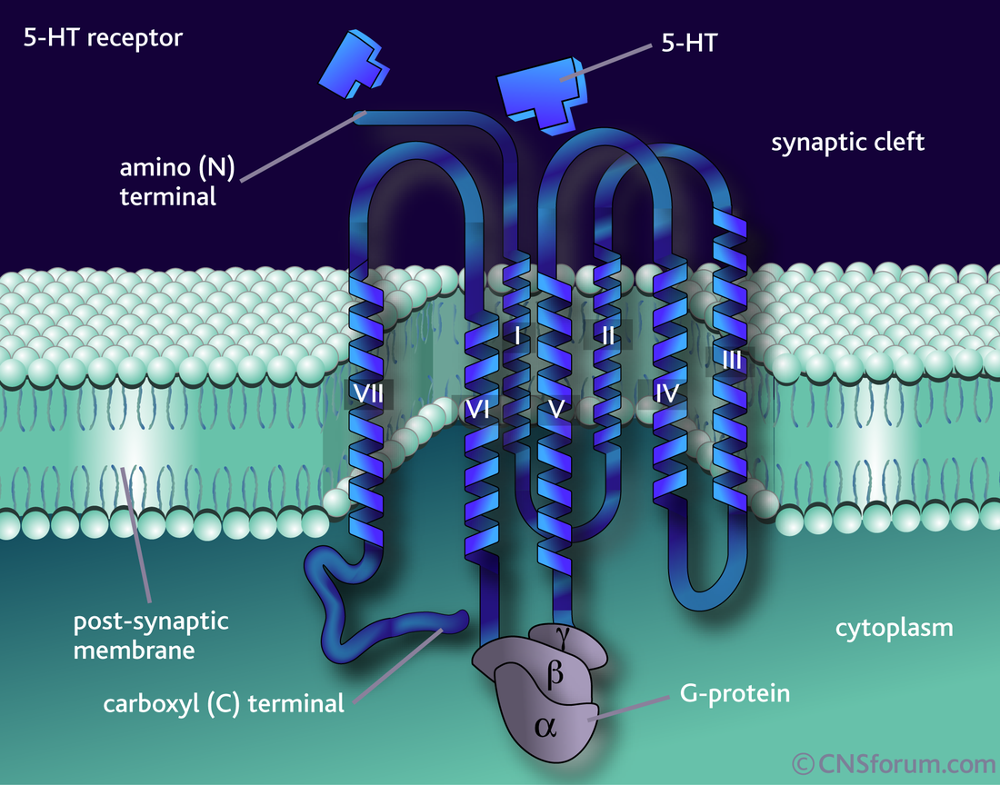 5-HT receptor
5-HT
synaptic cleft
amino (N)
terminal
I
II
III
VII
VI
V
IV
post-synaptic
membrane
cytoplasm
γ
β
α
carboxyl (C) terminal
G-protein
© CNSforum.com